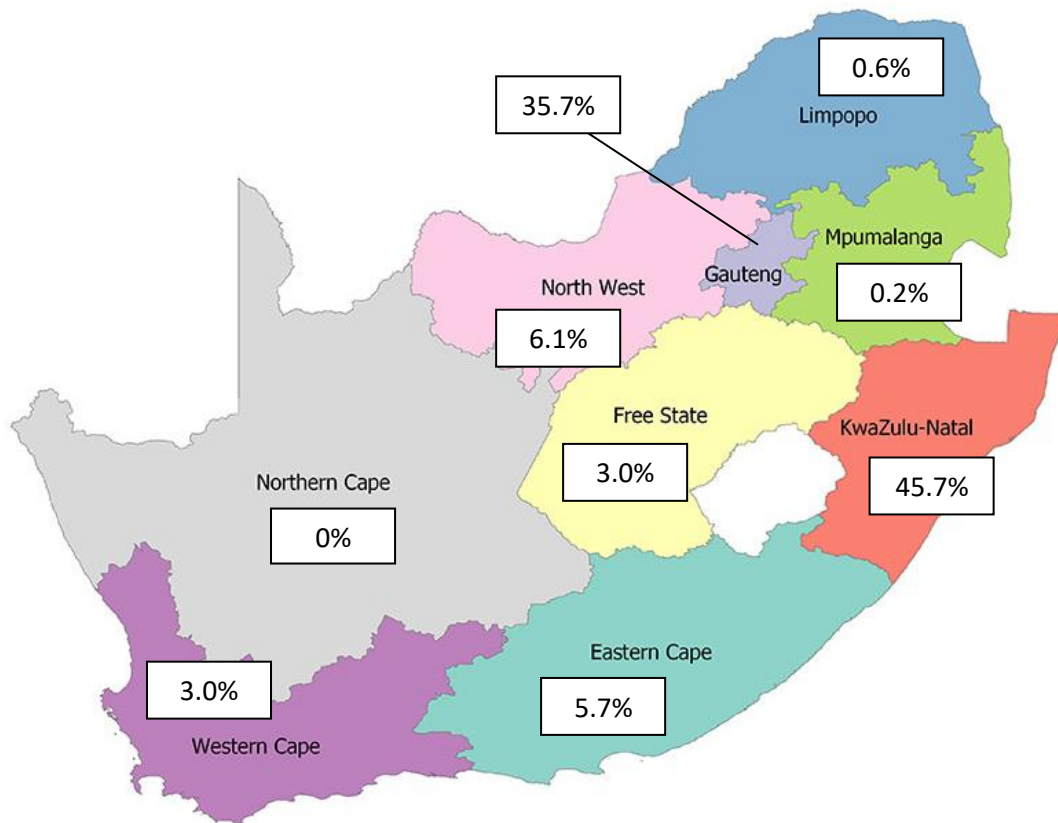 0.6%
Limpopo
35.7%
Mpumalanga
0.2%
Gauteng
North West
6.1%
Free State
3.0%
KwaZulu-Natal
45.7%
Northern Cape
0%
Eastern Cape
5.7%
3.0%
Western Cape